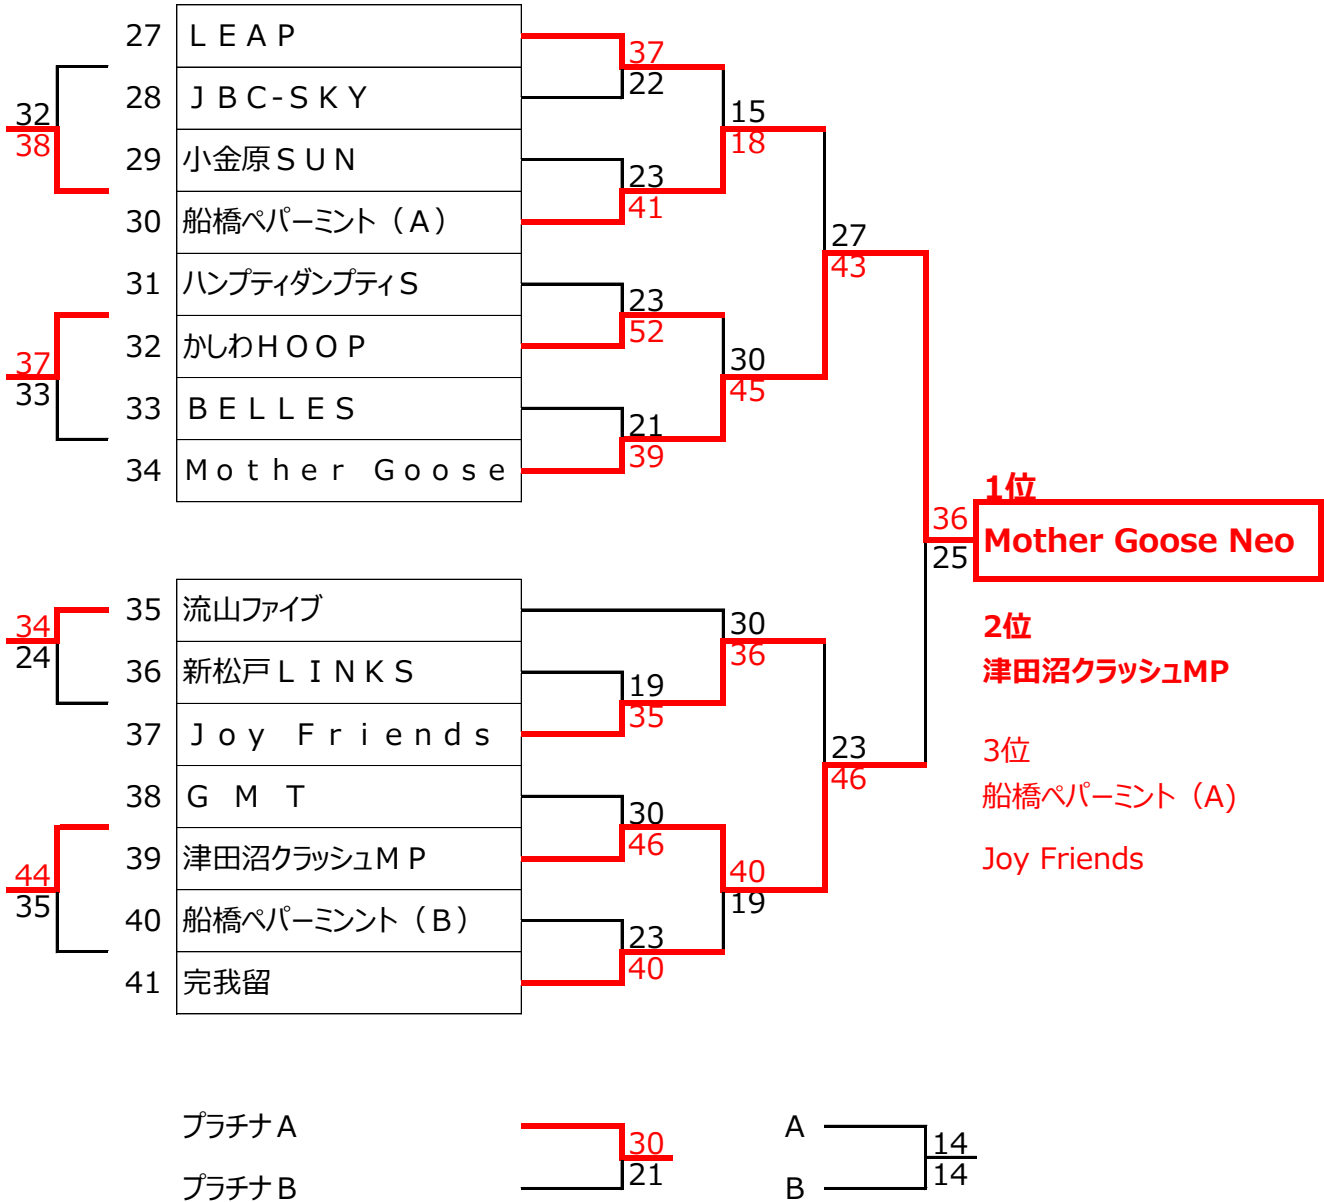 27 ＬＥＡＰ
37
22
28 ＪＢＣ-ＳＫＹ
32
38
15
18
29 小金原ＳＵＮ
23
41
30 船橋ペパーミント（Ａ）
27
43
31 ハンプティダンプティＳ
23
52
32 かしわＨＯＯＰ
37
33
30
45
33 ＢＥＬＬＥＳ
21
39
34 Ｍｏｔｈｅｒ　Ｇｏｏｓｅ
1位
36
25
Mother Goose Neo
35 流山ファイブ
34
24
30
36
2位
津田沼クラッシュMP
36 新松戸ＬＩＮＫＳ
19
35
37 Ｊｏｙ　Ｆｒｉｅｎｄｓ
23
46
3位
船橋ペパーミント（A)
38 Ｇ　Ｍ　Ｔ
30
46
39 津田沼クラッシュＭＰ
Joy Friends
44
35
40
19
40 船橋ペパーミンント（Ｂ）
23
40
41 完我留
プラチナＡ
30
21
プラチナＢ
A
14
14
B